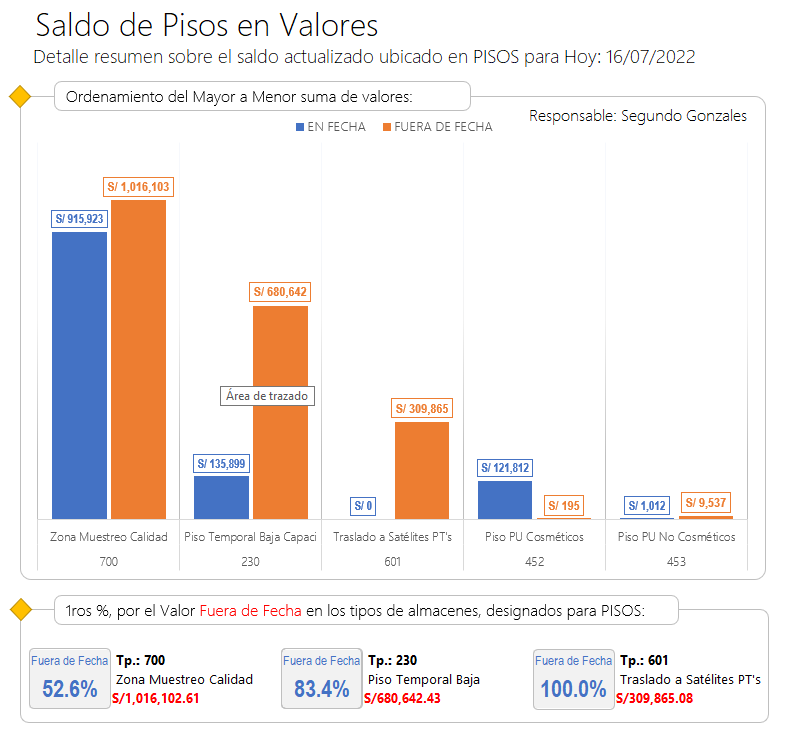 Saldo de Pisos en Valores
Detalle resumen sobre el saldo actualizado ubicado en PISOS para Hoy: 16/07/2022
Ordenamiento del Mayor a Menor suma de valores:
Responsable: Segundo Gonzales
EN FECHA FUERA DE FECHA
S/ 1,016,103
S/ 915,923
S/ 680,642
Área de trazado
S/ 309,865
S/ 135,899
S/ 121,812
S/ 0
S/ 195
S/ 1,012
S/ 9,537
Zona Muestreo Calidad Piso Temporal Baja Capaci Traslado a Satélites PT's Piso PU Cosméticos Piso PU No Cosméticos
700 230 601 452 453
1ros %, por el Valor Fuera de Fecha en los tipos de almacenes, designados para PISOS:
Fuera de Fecha
52.6%
Tp.: 700
Zona Muestreo Calidad
S/1,016,102.61
Fuera de Fecha
83.4%
Tp.: 230
Piso Temporal Baja
S/680,642.43
Fuera de Fecha
100.0%
Tp.: 601
Traslado a Satélites PT's
S/309,865.08